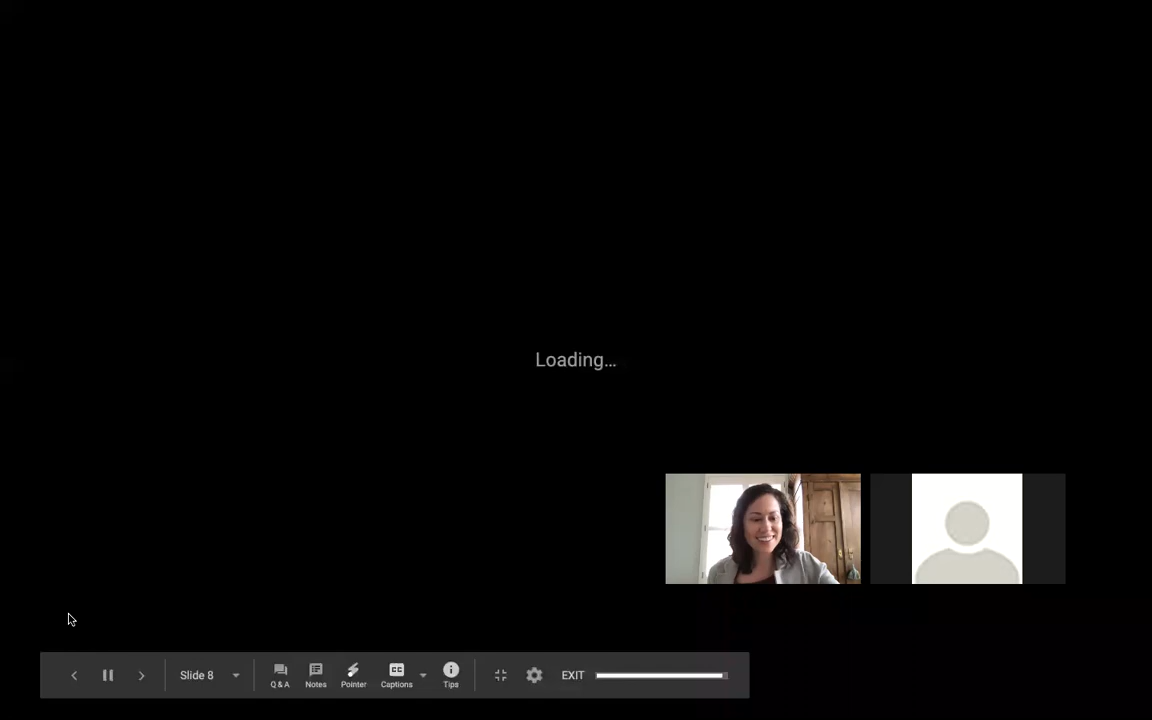 Loading...
Slide 8
Q & A
Notes
Pointer
Captions
Tips
EXIT